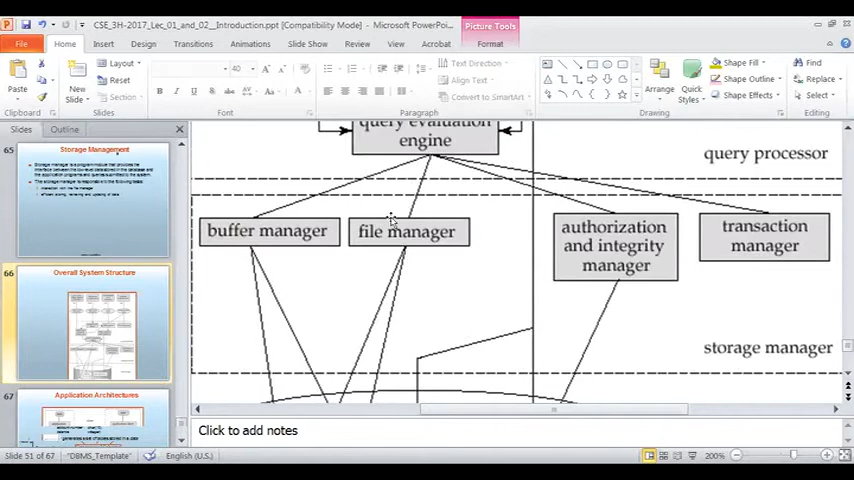 CSE_3H-2017_Lec_01_and_02__Introduction.ppt [Compatibility Mode] - Microsoft PowerPoint...
Picture Tools
File Home Insert Design Transitions Animations Slide Show Review View Acrobat Format
Paste
Clipboard
New
Slide
Layout
Reset
Section
Slides
40
Font
Text Direction
Align Text
Convert to SmartArt
Paragraph
Arrange
Quick
Styles
Shape Fill
Shape Outline
Shape Effects
Drawing
Find
Replace
Select
Editing
Slides Outline
65
Storage Management
66
Overall System Structure
67
Application Architectures
query evaluation
engine
query processor
buffer manager
file manager
authorization
and integrity
manager
transaction
manager
storage manager
Click to add notes
Slide 51 of 67 "DBMS_Template" English (U.S.) 200%